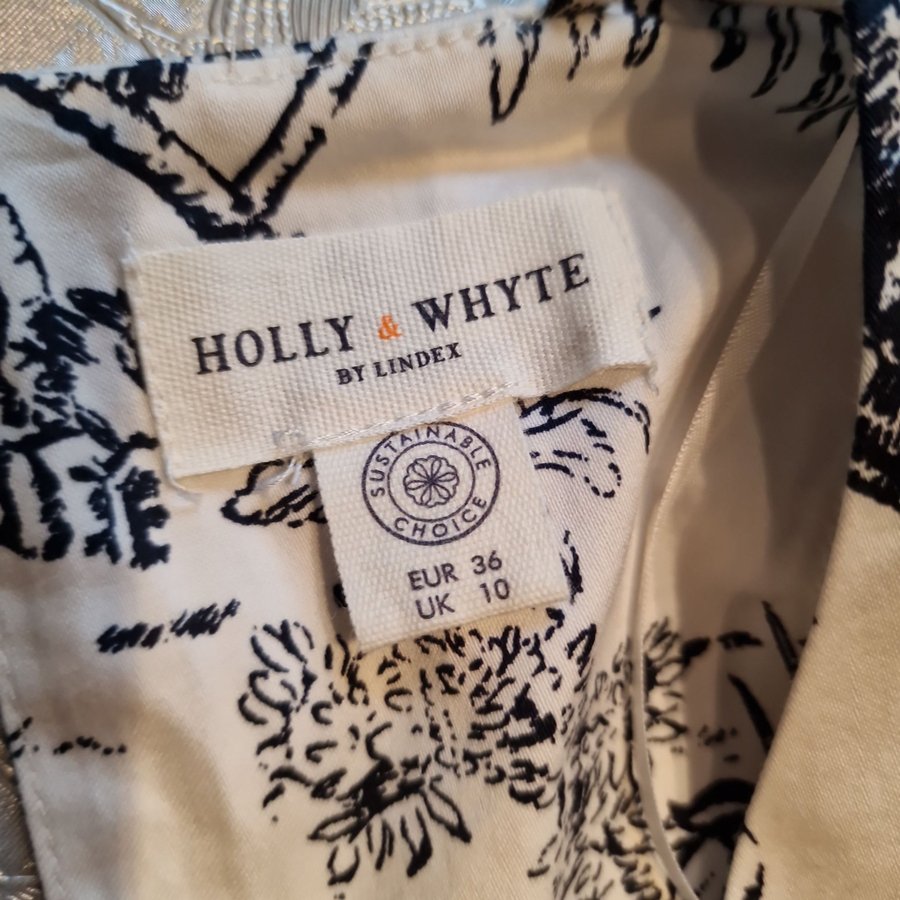 HOLLY & WHYTE
BY LINDEX
SUSTAINABLE
CHOICE
EUR 36
UK 10